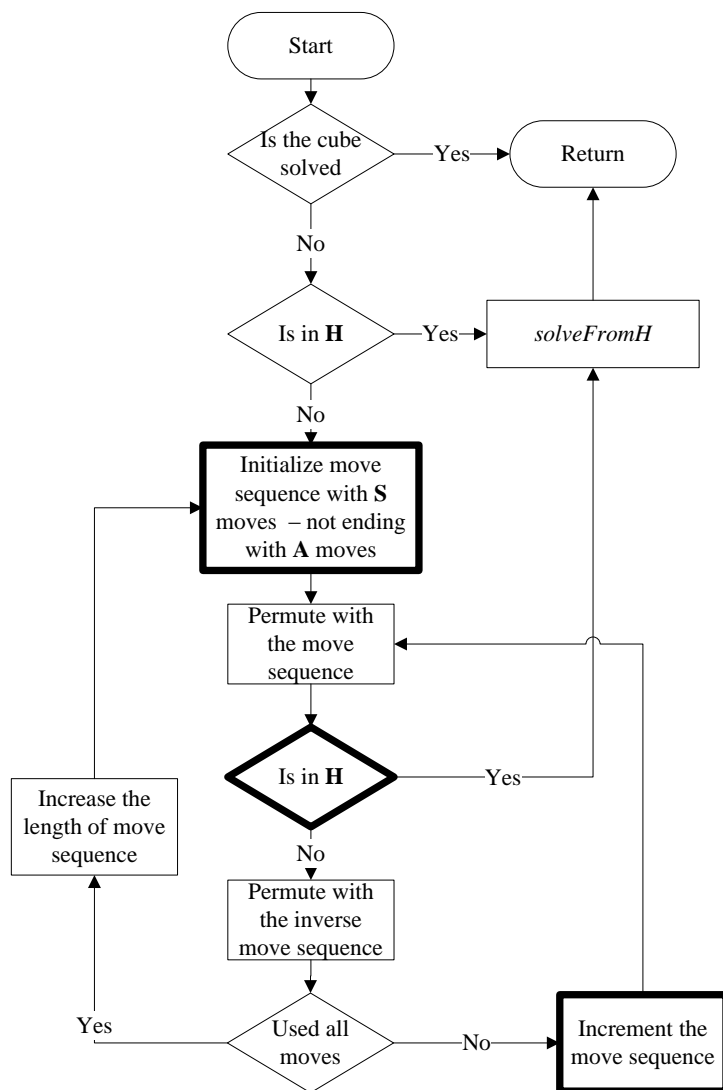 Start
Is the cube
solved
Yes
Return
No
Is in H
Yes
solveFromH
No
Initialize move
sequence with S
moves – not ending
with A moves
Permute with
the move
sequence
Is in H
Yes
Increase the
length of move
sequence
No
Permute with
the inverse
move sequence
Yes
Used all
moves
No
Increment the
move sequence